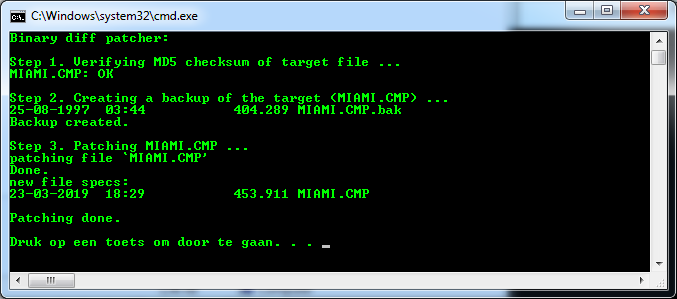 C:\Windows\system32\cmd.exe
Binary diff patcher:
Step 1. Verifying MD5 checksum of target file ...
MIAMI.CMP: OK
Step 2. Creating a backup of the target (MIAMI.CMP) ...
25-08-1997  03:44           404.289 MIAMI.CMP.bak
Backup created.
Step 3. Patching MIAMI.CMP ...
patching file `MIAMI.CMP'
Done.
new file specs:
23-03-2019  18:29           453.911 MIAMI.CMP
Patching done.
Druk op een toets om door te gaan. . . _